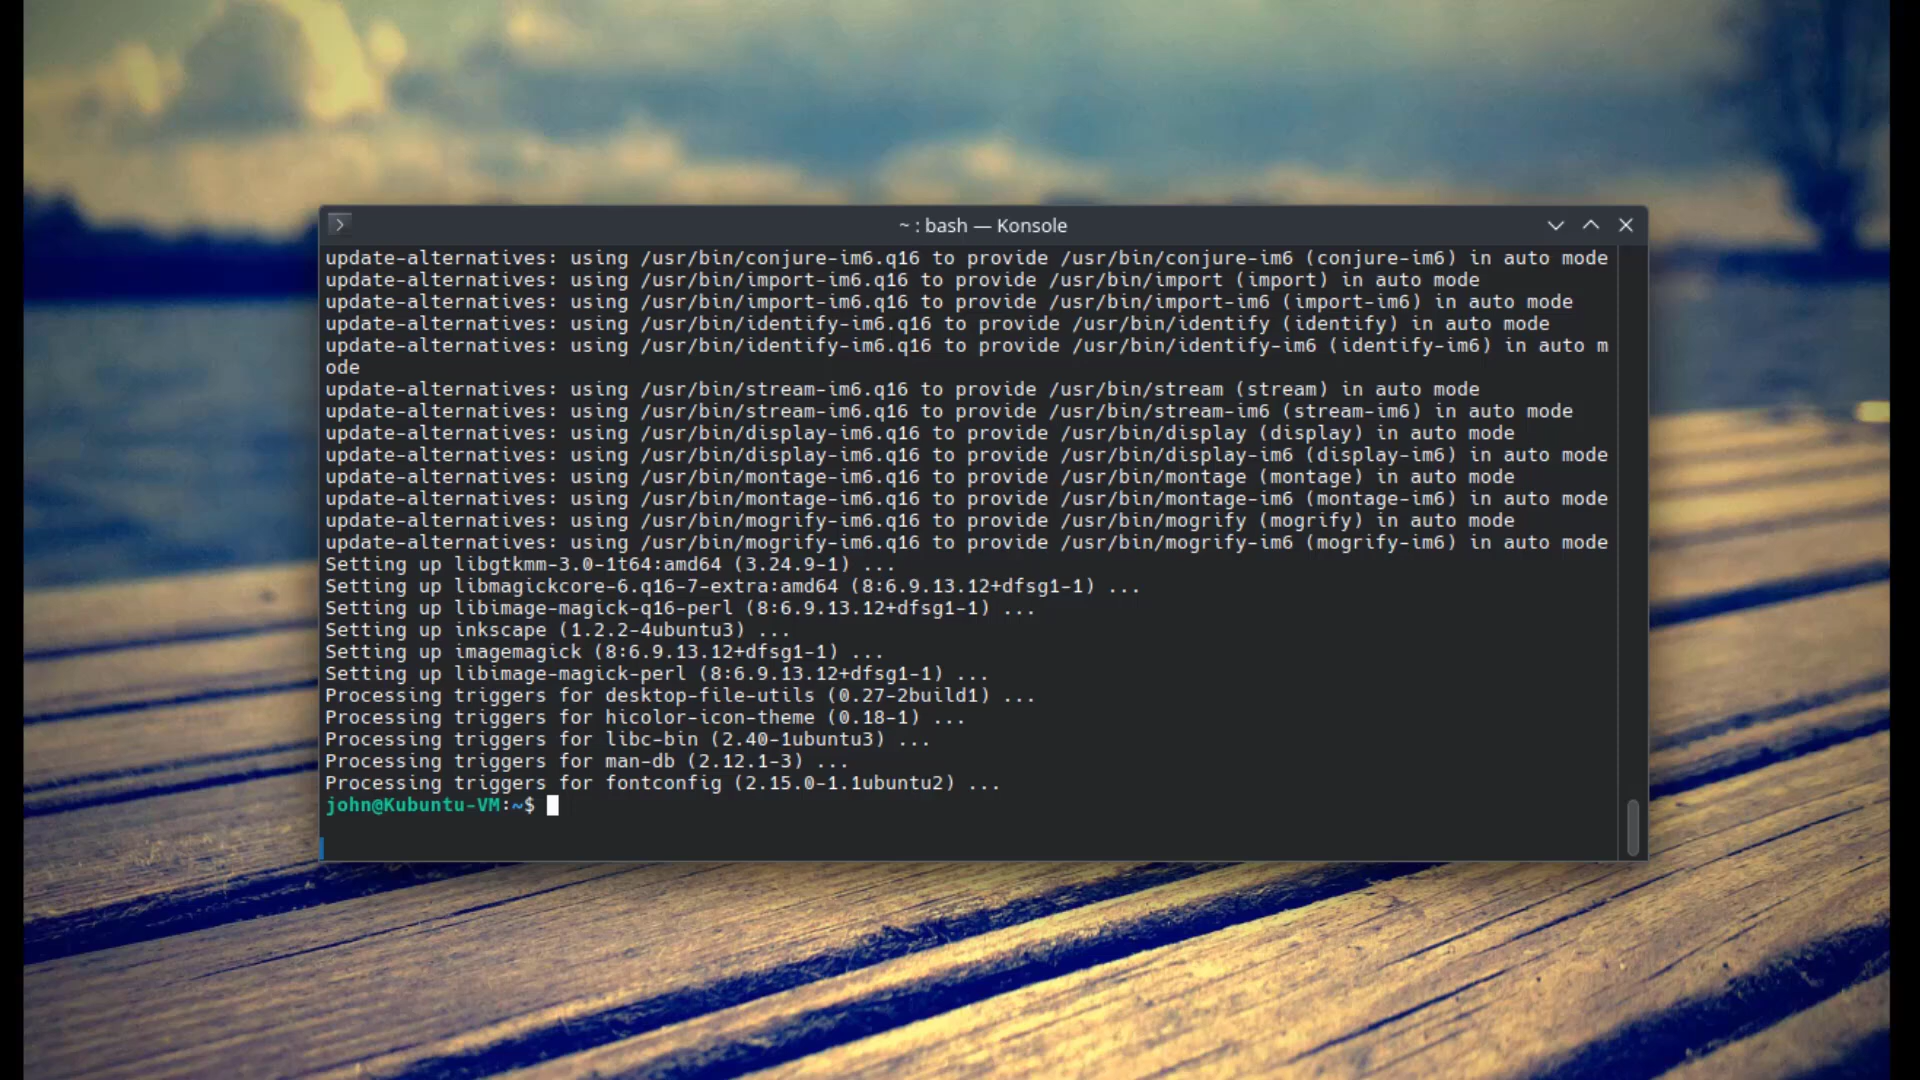 ~ : bash — Konsole
update-alternatives: using /usr/bin/conjure-im6.q16 to provide /usr/bin/conjure-im6 (conjure-im6) in auto mode
update-alternatives: using /usr/bin/import-im6.q16 to provide /usr/bin/import (import) in auto mode
update-alternatives: using /usr/bin/import-im6.q16 to provide /usr/bin/import-im6 (import-im6) in auto mode
update-alternatives: using /usr/bin/identify-im6.q16 to provide /usr/bin/identify (identify) in auto mode
update-alternatives: using /usr/bin/identify-im6.q16 to provide /usr/bin/identify-im6 (identify-im6) in auto m
ode
update-alternatives: using /usr/bin/stream-im6.q16 to provide /usr/bin/stream (stream) in auto mode
update-alternatives: using /usr/bin/stream-im6.q16 to provide /usr/bin/stream-im6 (stream-im6) in auto mode
update-alternatives: using /usr/bin/display-im6.q16 to provide /usr/bin/display (display) in auto mode
update-alternatives: using /usr/bin/display-im6.q16 to provide /usr/bin/display-im6 (display-im6) in auto mode
update-alternatives: using /usr/bin/montage-im6.q16 to provide /usr/bin/montage (montage) in auto mode
update-alternatives: using /usr/bin/montage-im6.q16 to provide /usr/bin/montage-im6 (montage-im6) in auto mode
update-alternatives: using /usr/bin/mogrify-im6.q16 to provide /usr/bin/mogrify (mogrify) in auto mode
update-alternatives: using /usr/bin/mogrify-im6.q16 to provide /usr/bin/mogrify-im6 (mogrify-im6) in auto mode
Setting up libgtkmm-3.0-1t64:amd64 (3.24.9-1) ...
Setting up libmagickcore-6.q16-7-extra:amd64 (8:6.9.13.12+dfsg1-1) ...
Setting up libimage-magick-q16-perl (8:6.9.13.12+dfsg1-1) ...
Setting up inkscape (1.2.2-4ubuntu3) ...
Setting up imagemagick (8:6.9.13.12+dfsg1-1) ...
Setting up libimage-magick-perl (8:6.9.13.12+dfsg1-1) ...
Processing triggers for desktop-file-utils (0.27-2build1) ...
Processing triggers for hicolor-icon-theme (0.18-1) ...
Processing triggers for libc-bin (2.40-1ubuntu3) ...
Processing triggers for man-db (2.12.1-3) ...
Processing triggers for fontconfig (2.15.0-1.1ubuntu2) ...
john@Kubuntu-VM:~$